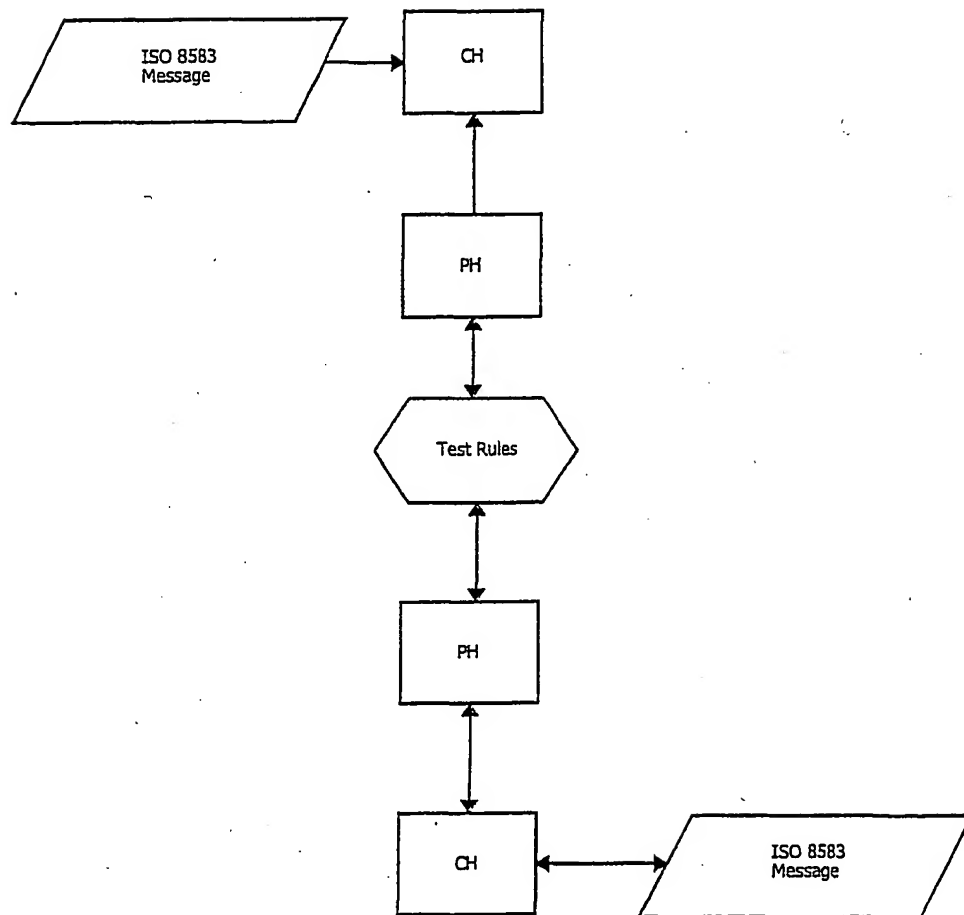 ISO 8583
Message
CH
PH
Test Rules
PH
CH
ISO 8583
Message